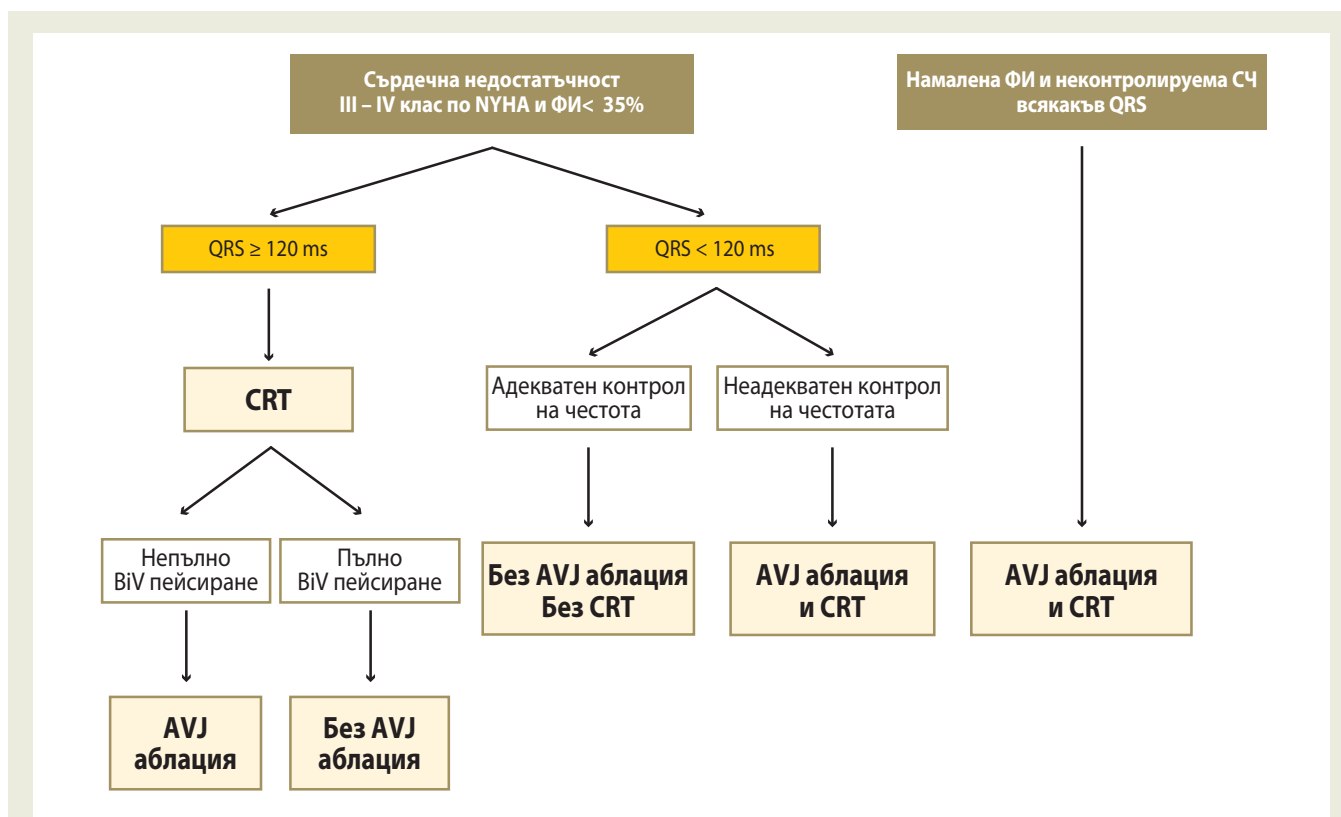 Сърдечна недостатъчност
III – IV клас по NYHA и ФИ< 35%
Намалена ФИ и неконтролируема СЧ
всякакъв QRS
QRS ≥ 120 ms
QRS < 120 ms
CRT
Адекватен контрол
на честота
Неадекватен контрол
на честотата
Непълно
BiV пейсиране
Пълно
BiV пейсиране
Без AVJ аблация
Без CRT
AVJ аблация
и CRT
AVJ аблация
и CRT
AVJ
аблация
Без AVJ
аблация